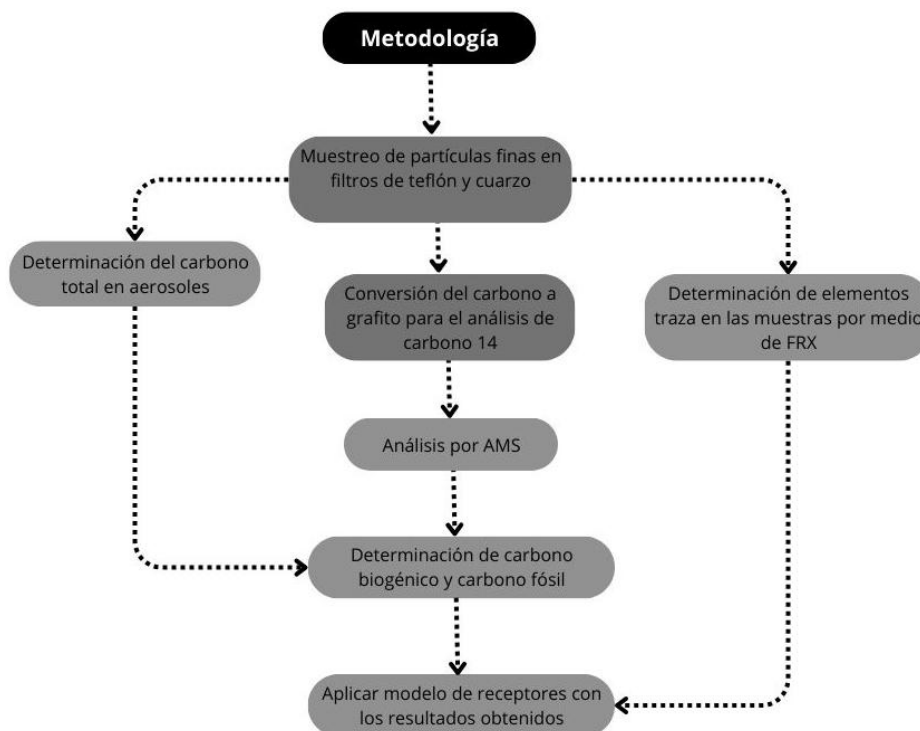 Metodología
Muestreo de partículas finas en
filtros de teflón y cuarzo
Determinación del carbono
total en aerosoles
Conversión del carbono a
grafito para el análisis de
carbono 14
Determinación de elementos
traza en las muestras por medio
de FRX
Análisis por AMS
Determinación de carbono
biogénico y carbono fósil
Aplicar modelo de receptores con
los resultados obtenidos